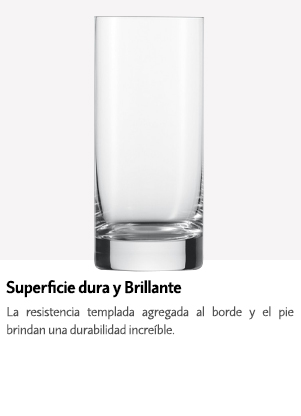 Superficie dura y Brillante
La resistencia templada agregada al borde y el pie
brindan una durabilidad increíble.